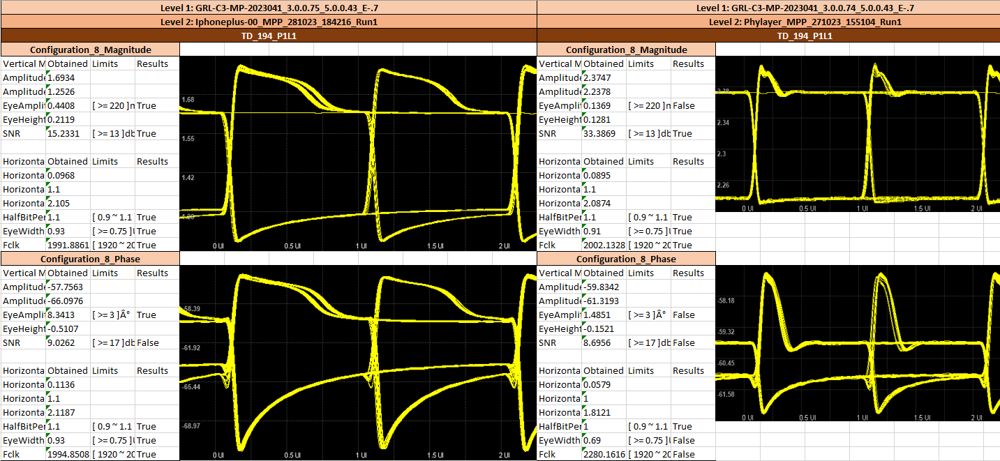 Level 1: GRL-C3-MP-2023041_3.0.0.75_5.0.0.43_E-.7
Level 2: Iphoneplus-00_MPP_281023_184216_Run1
TD_194_P1L1
Configuration_8_Magnitude
Vertical M Obtained Limits Results
Amplitude 1.6934
Amplitude 1.2526
EyeAmpli 0.4408 [ >= 220 ]n True
EyeHeight 0.2119
SNR 15.2331 [ >= 13 ]db True
Horizonta Obtained Limits Results
Horizonta 0.0968
Horizonta 1.1
Horizonta 2.105
HalfBitPer 1.1 [ 0.9 ~ 1.1 True
EyeWidth 0.93 [ >= 0.75 ]U True
Fclk 1991.8861 [ 1920 ~ 20 True
1.68
1.55
1.42
0 UI 0.5 UI 1 UI 1.5 UI 2 UI
Configuration_8_Phase
Vertical M Obtained Limits Results
Amplitude -57.7563
Amplitude -66.0976
EyeAmpli 8.3413 [ >= 3 ]Â° True
EyeHeight -0.5107
SNR 9.0262 [ >= 17 ]db False
Horizonta Obtained Limits Results
Horizonta 0.1136
Horizonta 1.1
Horizonta 2.1187
HalfBitPer 1.1 [ 0.9 ~ 1.1 True
EyeWidth 0.93 [ >= 0.75 ]U True
Fclk 1994.8508 [ 1920 ~ 20 True
-58.39
-61.92
-65.44
-68.97
0 UI 0.5 UI 1 UI 1.5 UI 2 UI
Level 1: GRL-C3-MP-2023041_3.0.0.74_5.0.0.43_E-.7
Level 2: Phylayer_MPP_271023_155104_Run1
TD_194_P1L1
Configuration_8_Magnitude
Vertical M Obtained Limits Results
Amplitude 2.3747
Amplitude 2.2378
EyeAmpli 0.1369 [ >= 220 ]n False
EyeHeight 0.1281
SNR 33.3869 [ >= 13 ]db True
Horizonta Obtained Limits Results
Horizonta 0.0895
Horizonta 1.1
Horizonta 2.0874
HalfBitPer 1.1 [ 0.9 ~ 1.1 True
EyeWidth 0.91 [ >= 0.75 ]U True
Fclk 2002.1328 [ 1920 ~ 20 True
2.34
2.3
2.26
0 UI 0.5 UI 1 UI 1.5 UI 2 UI
Configuration_8_Phase
Vertical M Obtained Limits Results
Amplitude -59.8342
Amplitude -61.3193
EyeAmpli 1.4851 [ >= 3 ]Â° False
EyeHeight -0.1521
SNR 8.6956 [ >= 17 ]db False
Horizonta Obtained Limits Results
Horizonta 0.0579
Horizonta 1
Horizonta 1.8121
HalfBitPer 1 [ 0.9 ~ 1.1 True
EyeWidth 0.69 [ >= 0.75 ]U False
Fclk 2280.1616 [ 1920 ~ 20 False
-58.18
-59.32
-60.45
-61.58
0 UI 0.5 UI 1 UI 1.5 UI 2 UI